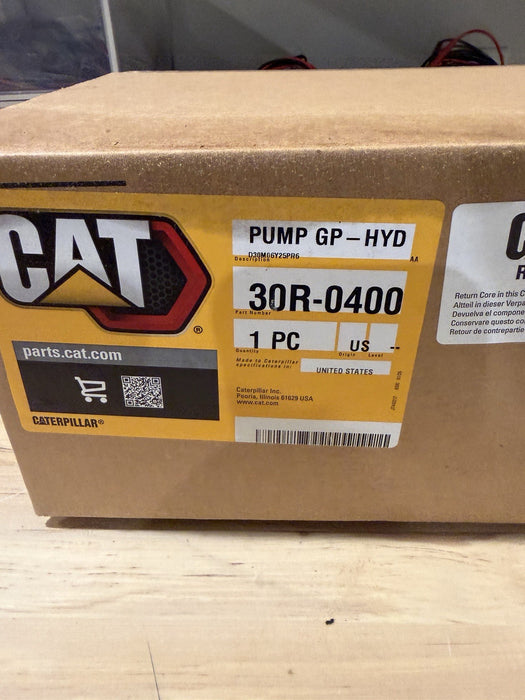 CAT
®
parts.cat.com
CATERPILLAR®
PUMP GP-HYD
Description
D30M06Y25PR6
AA
30R-0400
Part Number
1 PC
US
--
Quantity
Origin
Level
Made to Caterpillar
specifications in:
UNITED STATES
Caterpillar Inc.
Peoria, Illinois 61629 USA
www.cat.com
Return Core in this C
Altteil in dieser Verpa
Devuelva el compone
Conservare questo co
Retour de contrepartie